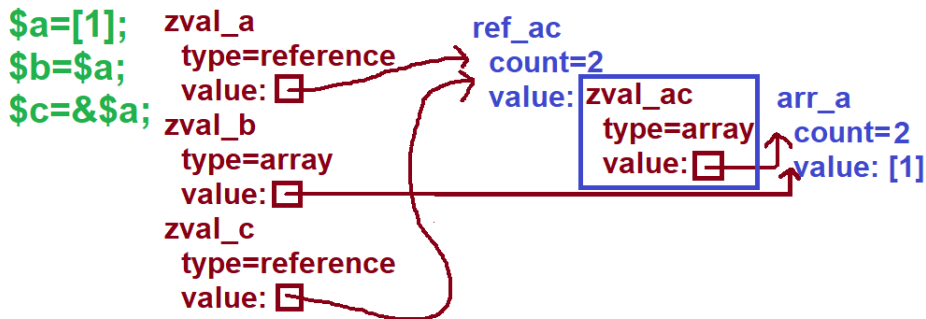 $a=[1];
$b=$a;
$c=&$a;
zval_a
type=reference
value:
zval_b
type=array
value:
zval_c
type=reference
value:
ref_ac
count=2
value:
zval_ac
type=array
value:
arr_a
count=2
value: [1]